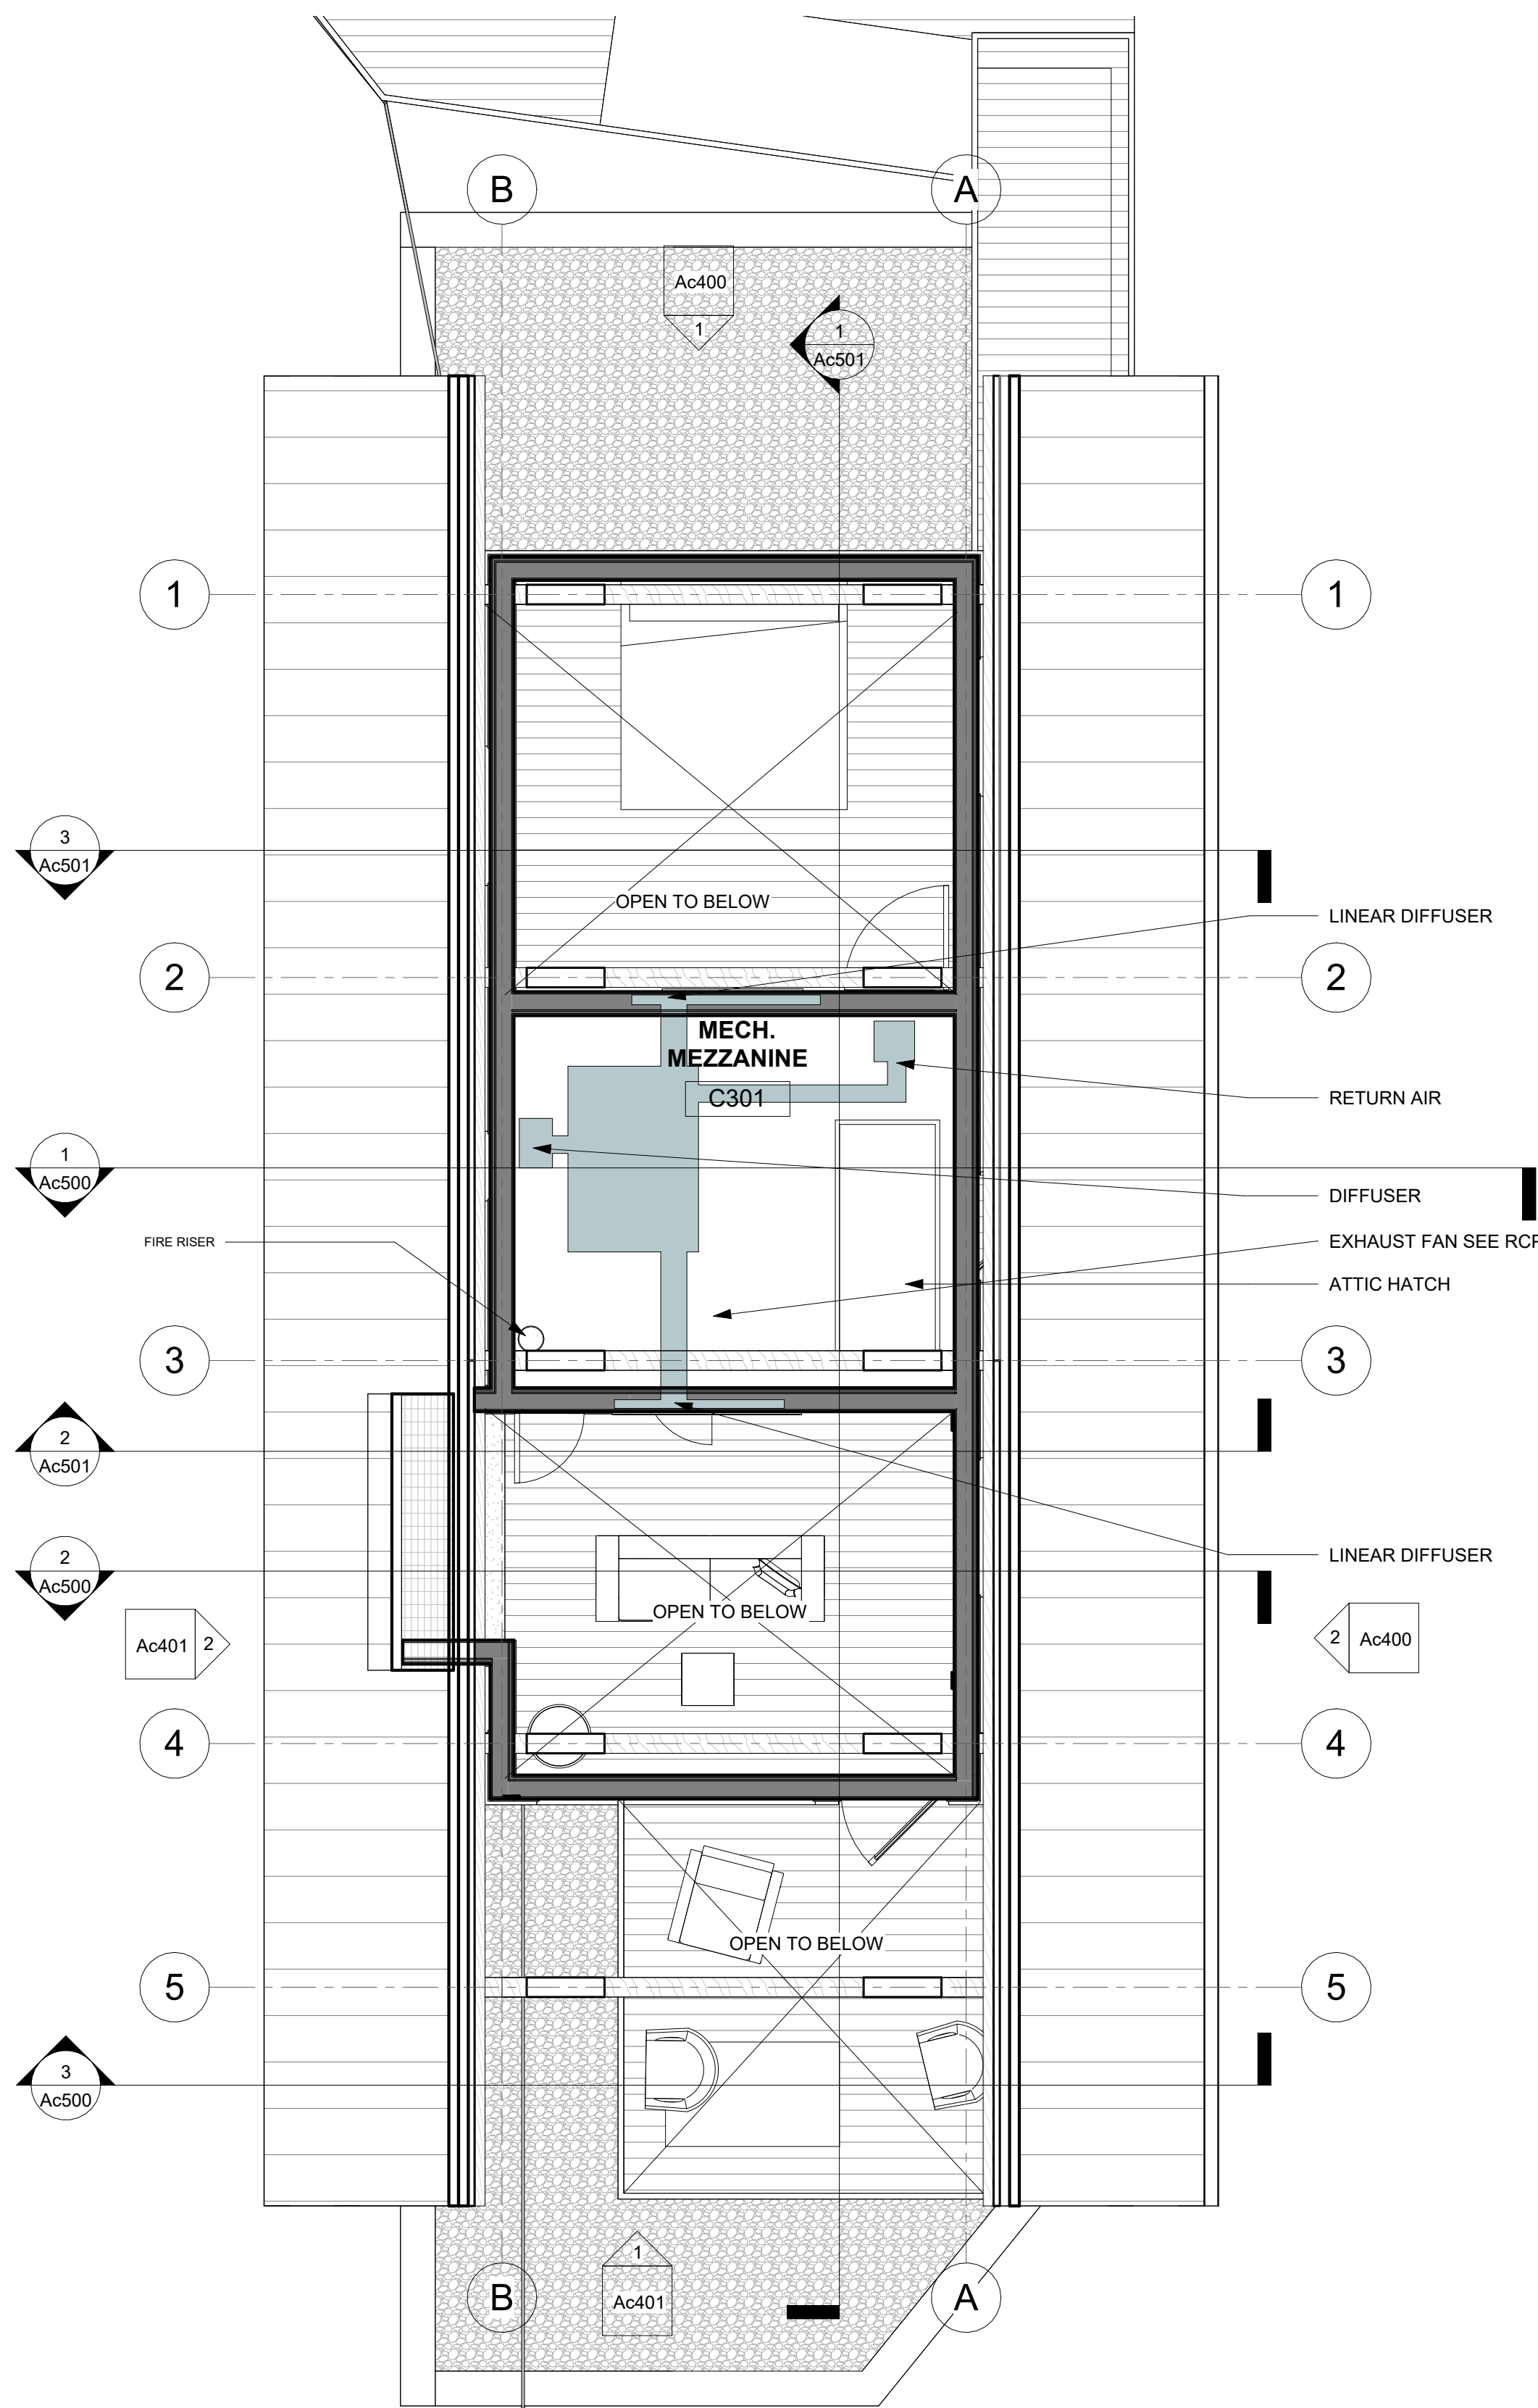 B
A
Ac400
1
1
Ac501
1
1
3
Ac501
OPEN TO BELOW
LINEAR DIFFUSER
2
2
MECH.
MEZZANINE
C301
RETURN AIR
1
Ac500
DIFFUSER
FIRE RISER
EXHAUST FAN SEE RCP
ATTIC HATCH
3
3
2
Ac501
2
Ac500
LINEAR DIFFUSER
OPEN TO BELOW
Ac401
2
2
Ac400
4
4
OPEN TO BELOW
5
5
3
Ac500
1
Ac401
B
A